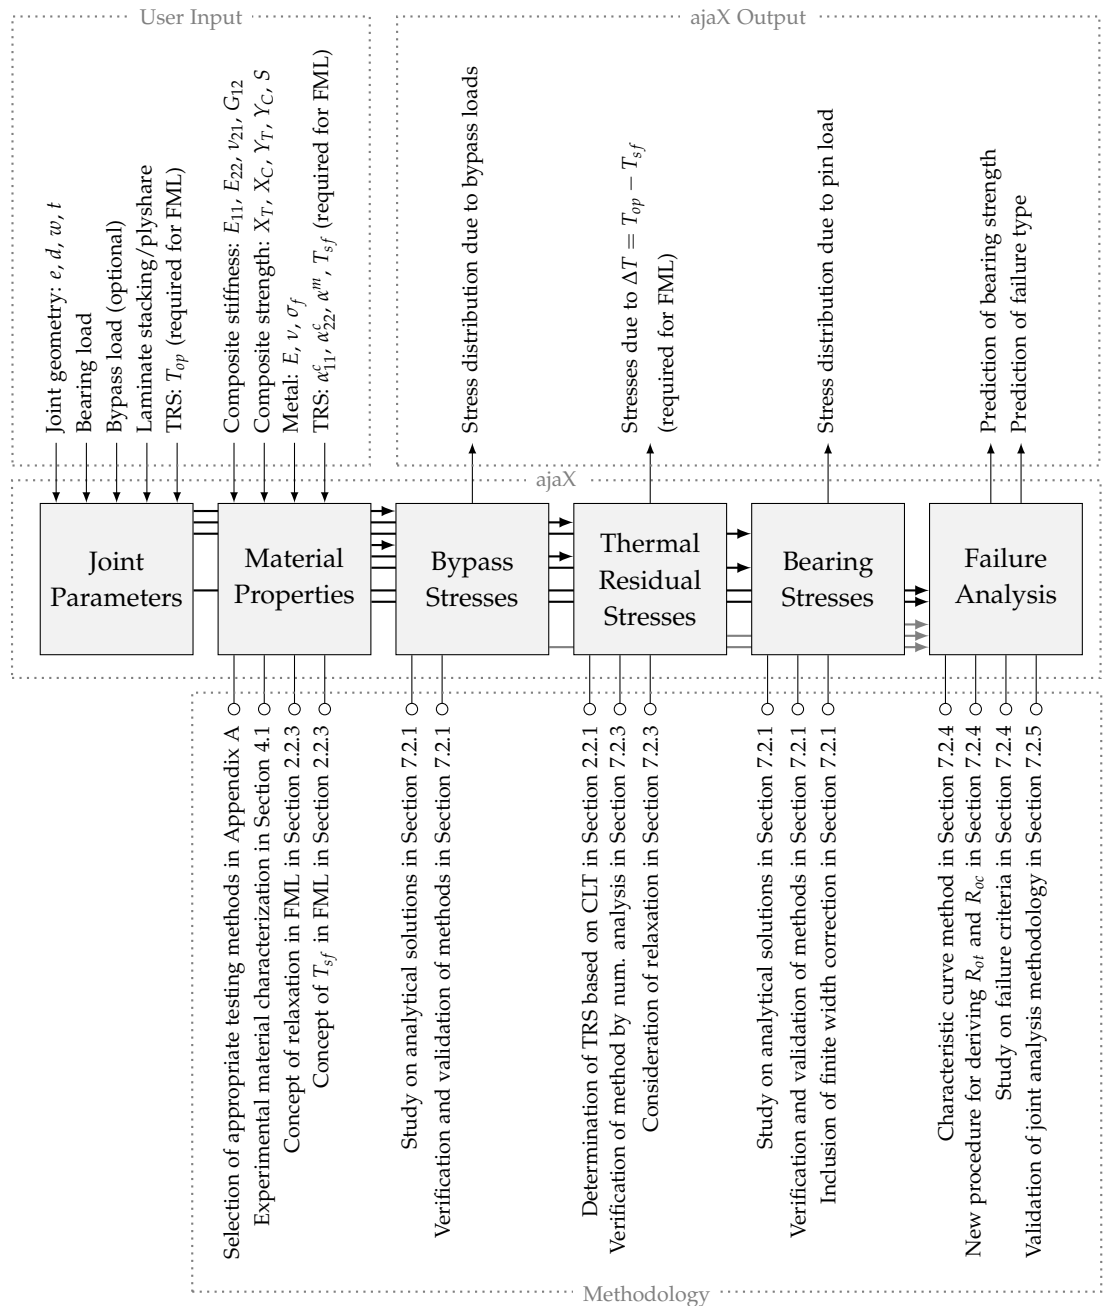 User Input
ajaX Output
Joint geometry: e, d, w, t
Bearing load
Bypass load (optional)
Laminate stacking/plyshare
TRS: T_op (required for FML)
Composite stiffness: E_11, E_22, ν_21, G_12
Composite strength: X_T, X_C, Y_T, Y_C, S
Metal: E, ν, σ_f
TRS: α^c_11, α^c_22, α^m, T_sf (required for FML)
Stress distribution due to bypass loads
Stresses due to ΔT = T_op − T_sf
(required for FML)
Stress distribution due to pin load
Prediction of bearing strength
Prediction of failure type
ajaX
Joint
Parameters
Material
Properties
Bypass
Stresses
Thermal
Residual
Stresses
Bearing
Stresses
Failure
Analysis
Selection of appropriate testing methods in Appendix A
Experimental material characterization in Section 4.1
Concept of relaxation in FML in Section 2.2.3
Concept of T_sf in FML in Section 2.2.3
Study on analytical solutions in Section 7.2.1
Verification and validation of methods in Section 7.2.1
Determination of TRS based on CLT in Section 2.2.1
Verification of method by num. analysis in Section 7.2.3
Consideration of relaxation in Section 7.2.3
Study on analytical solutions in Section 7.2.1
Verification and validation of methods in Section 7.2.1
Inclusion of finite width correction in Section 7.2.1
Characteristic curve method in Section 7.2.4
New procedure for deriving R_ot and R_oc in Section 7.2.4
Study on failure criteria in Section 7.2.4
Validation of joint analysis methodology in Section 7.2.5
Methodology